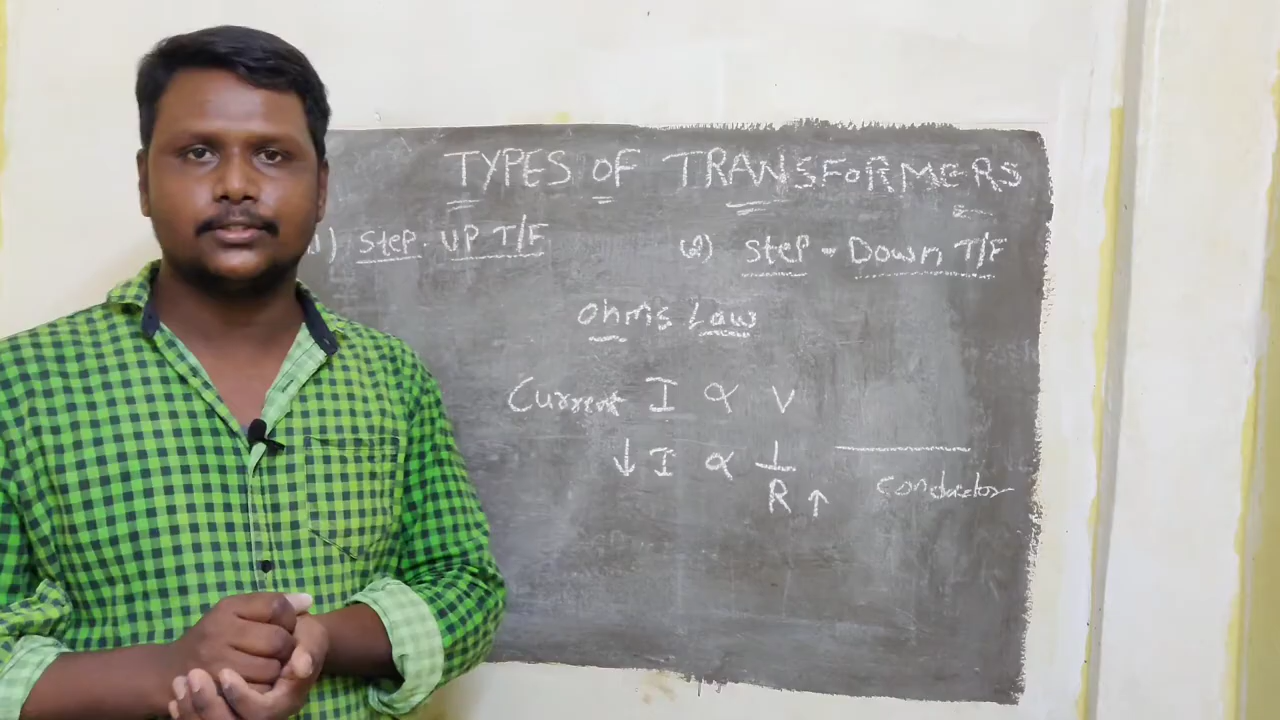 TYPES OF TRANSFORMERS
1) Step-UP T/F
2) Step-Down T/F
ohms Law
Current I ∝ V
↓ I ∝ 1/R ↑
Conductor